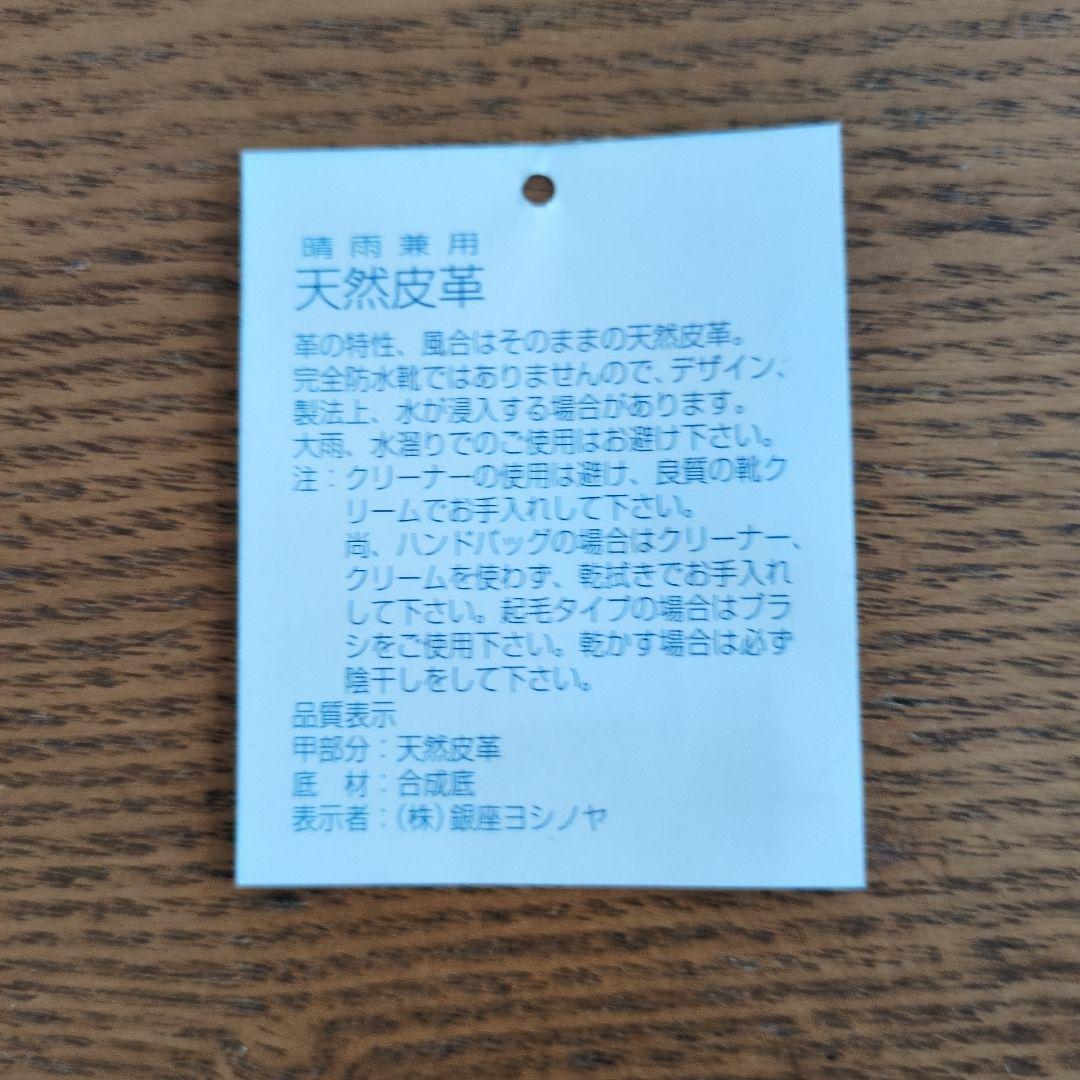 晴雨兼用
天然皮革
革の特性、風合はそのままの天然皮革。
完全防水靴ではありませんので、デザイン、
製法上、水が浸入する場合があります。
大雨、水溜りでのご使用はお避け下さい。
注：クリーナーの使用は避け、良質の靴ク
リームでお手入れして下さい。
尚、ハンドバッグの場合はクリーナー、
クリームを使わず、乾拭きでお手入れ
して下さい。起毛タイプの場合はブラ
シをご使用下さい。乾かす場合は必ず
陰干しをして下さい。
品質表示
甲部分：天然皮革
底　材：合成底
表示者：（株）銀座ヨシノヤ